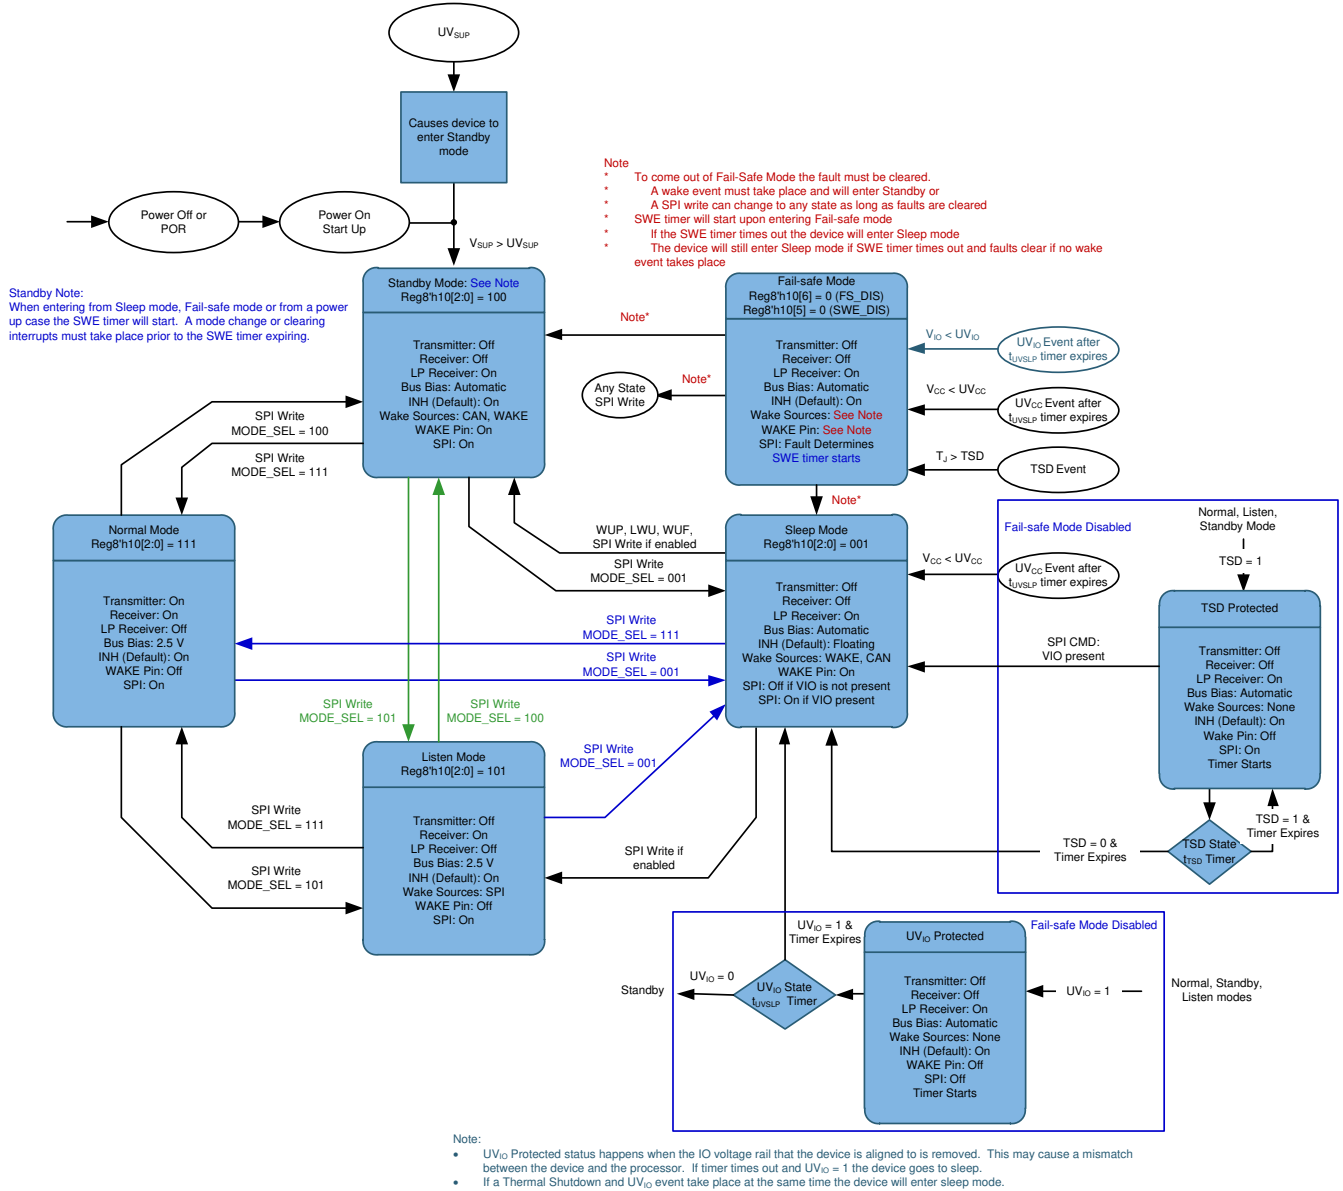 UVSUP
Causes device to
enter Standby
mode
Power Off or
POR
Power On
Start Up
VSUP > UVSUP
Note
* To come out of Fail-Safe Mode the fault must be cleared.
* A wake event must take place and will enter Standby or
* A SPI write can change to any state as long as faults are cleared
* SWE timer will start upon entering Fail-safe mode
* If the SWE timer times out the device will enter Sleep mode
* The device will still enter Sleep mode if SWE timer times out and faults clear if no wake
event takes place
Standby Note:
When entering from Sleep mode, Fail-safe mode or from a power
up case the SWE timer will start. A mode change or clearing
interrupts must take place prior to the SWE timer expiring.
Standby Mode: See Note
Reg8'h10[2:0] = 100
Transmitter: Off
Receiver: Off
LP Receiver: On
Bus Bias: Automatic
INH (Default): On
Wake Sources: CAN, WAKE
WAKE Pin: On
SPI: On
Note*
Any State
SPI Write
Note*
Fail-safe Mode
Reg8'h10[6] = 0 (FS_DIS)
Reg8'h10[5] = 0 (SWE_DIS)
Transmitter: Off
Receiver: Off
LP Receiver: On
Bus Bias: Automatic
INH (Default): On
Wake Sources: See Note
WAKE Pin: See Note
SPI: Fault Determines
SWE timer starts
VIO < UVIO
UVIO Event after
tUVSLP timer expires
VCC < UVCC
UVCC Event after
tUVSLP timer expires
TJ > TSD
TSD Event
Note*
SPI Write
MODE_SEL = 100
SPI Write
MODE_SEL = 111
Normal Mode
Reg8'h10[2:0] = 111
Transmitter: On
Receiver: On
LP Receiver: Off
Bus Bias: 2.5 V
INH (Default): On
WAKE Pin: Off
SPI: On
WUP, LWU, WUF,
SPI Write if enabled
SPI Write
MODE_SEL = 001
SPI Write
MODE_SEL = 111
SPI Write
MODE_SEL = 001
Sleep Mode
Reg8'h10[2:0] = 001
Transmitter: Off
Receiver: Off
LP Receiver: On
Bus Bias: Automatic
INH (Default): Floating
Wake Sources: WAKE, CAN
WAKE Pin: On
SPI: Off if VIO is not present
SPI: On if VIO present
VCC < UVCC
UVCC Event after
tUVSLP timer expires
Fail-safe Mode Disabled
Normal, Listen,
Standby Mode
TSD = 1
TSD Protected
Transmitter: Off
Receiver: Off
LP Receiver: On
Bus Bias: Automatic
Wake Sources: None
INH (Default): On
Wake Pin: Off
SPI: On
Timer Starts
SPI CMD:
VIO present
TSD State
tTSD Timer
TSD = 1 &
Timer Expires
TSD = 0 &
Timer Expires
SPI Write
MODE_SEL = 101
SPI Write
MODE_SEL = 100
SPI Write
MODE_SEL = 001
Listen Mode
Reg8'h10[2:0] = 101
Transmitter: Off
Receiver: On
LP Receiver: Off
Bus Bias: 2.5 V
INH (Default): On
Wake Sources: SPI
WAKE Pin: Off
SPI: On
SPI Write
MODE_SEL = 111
SPI Write
MODE_SEL = 101
SPI Write if
enabled
UVIO = 1 &
Timer Expires
Fail-safe Mode Disabled
UVIO Protected
Transmitter: Off
Receiver: Off
LP Receiver: On
Bus Bias: Automatic
Wake Sources: None
INH (Default): On
WAKE Pin: Off
SPI: Off
Timer Starts
Standby
UVIO = 0
UVIO State
tUVSLP Timer
UVIO = 1
Normal, Standby,
Listen modes
Note:
• UVIO Protected status happens when the IO voltage rail that the device is aligned to is removed. This may cause a mismatch
between the device and the processor. If timer times out and UVIO = 1 the device goes to sleep.
• If a Thermal Shutdown and UVIO event take place at the same time the device will enter sleep mode.